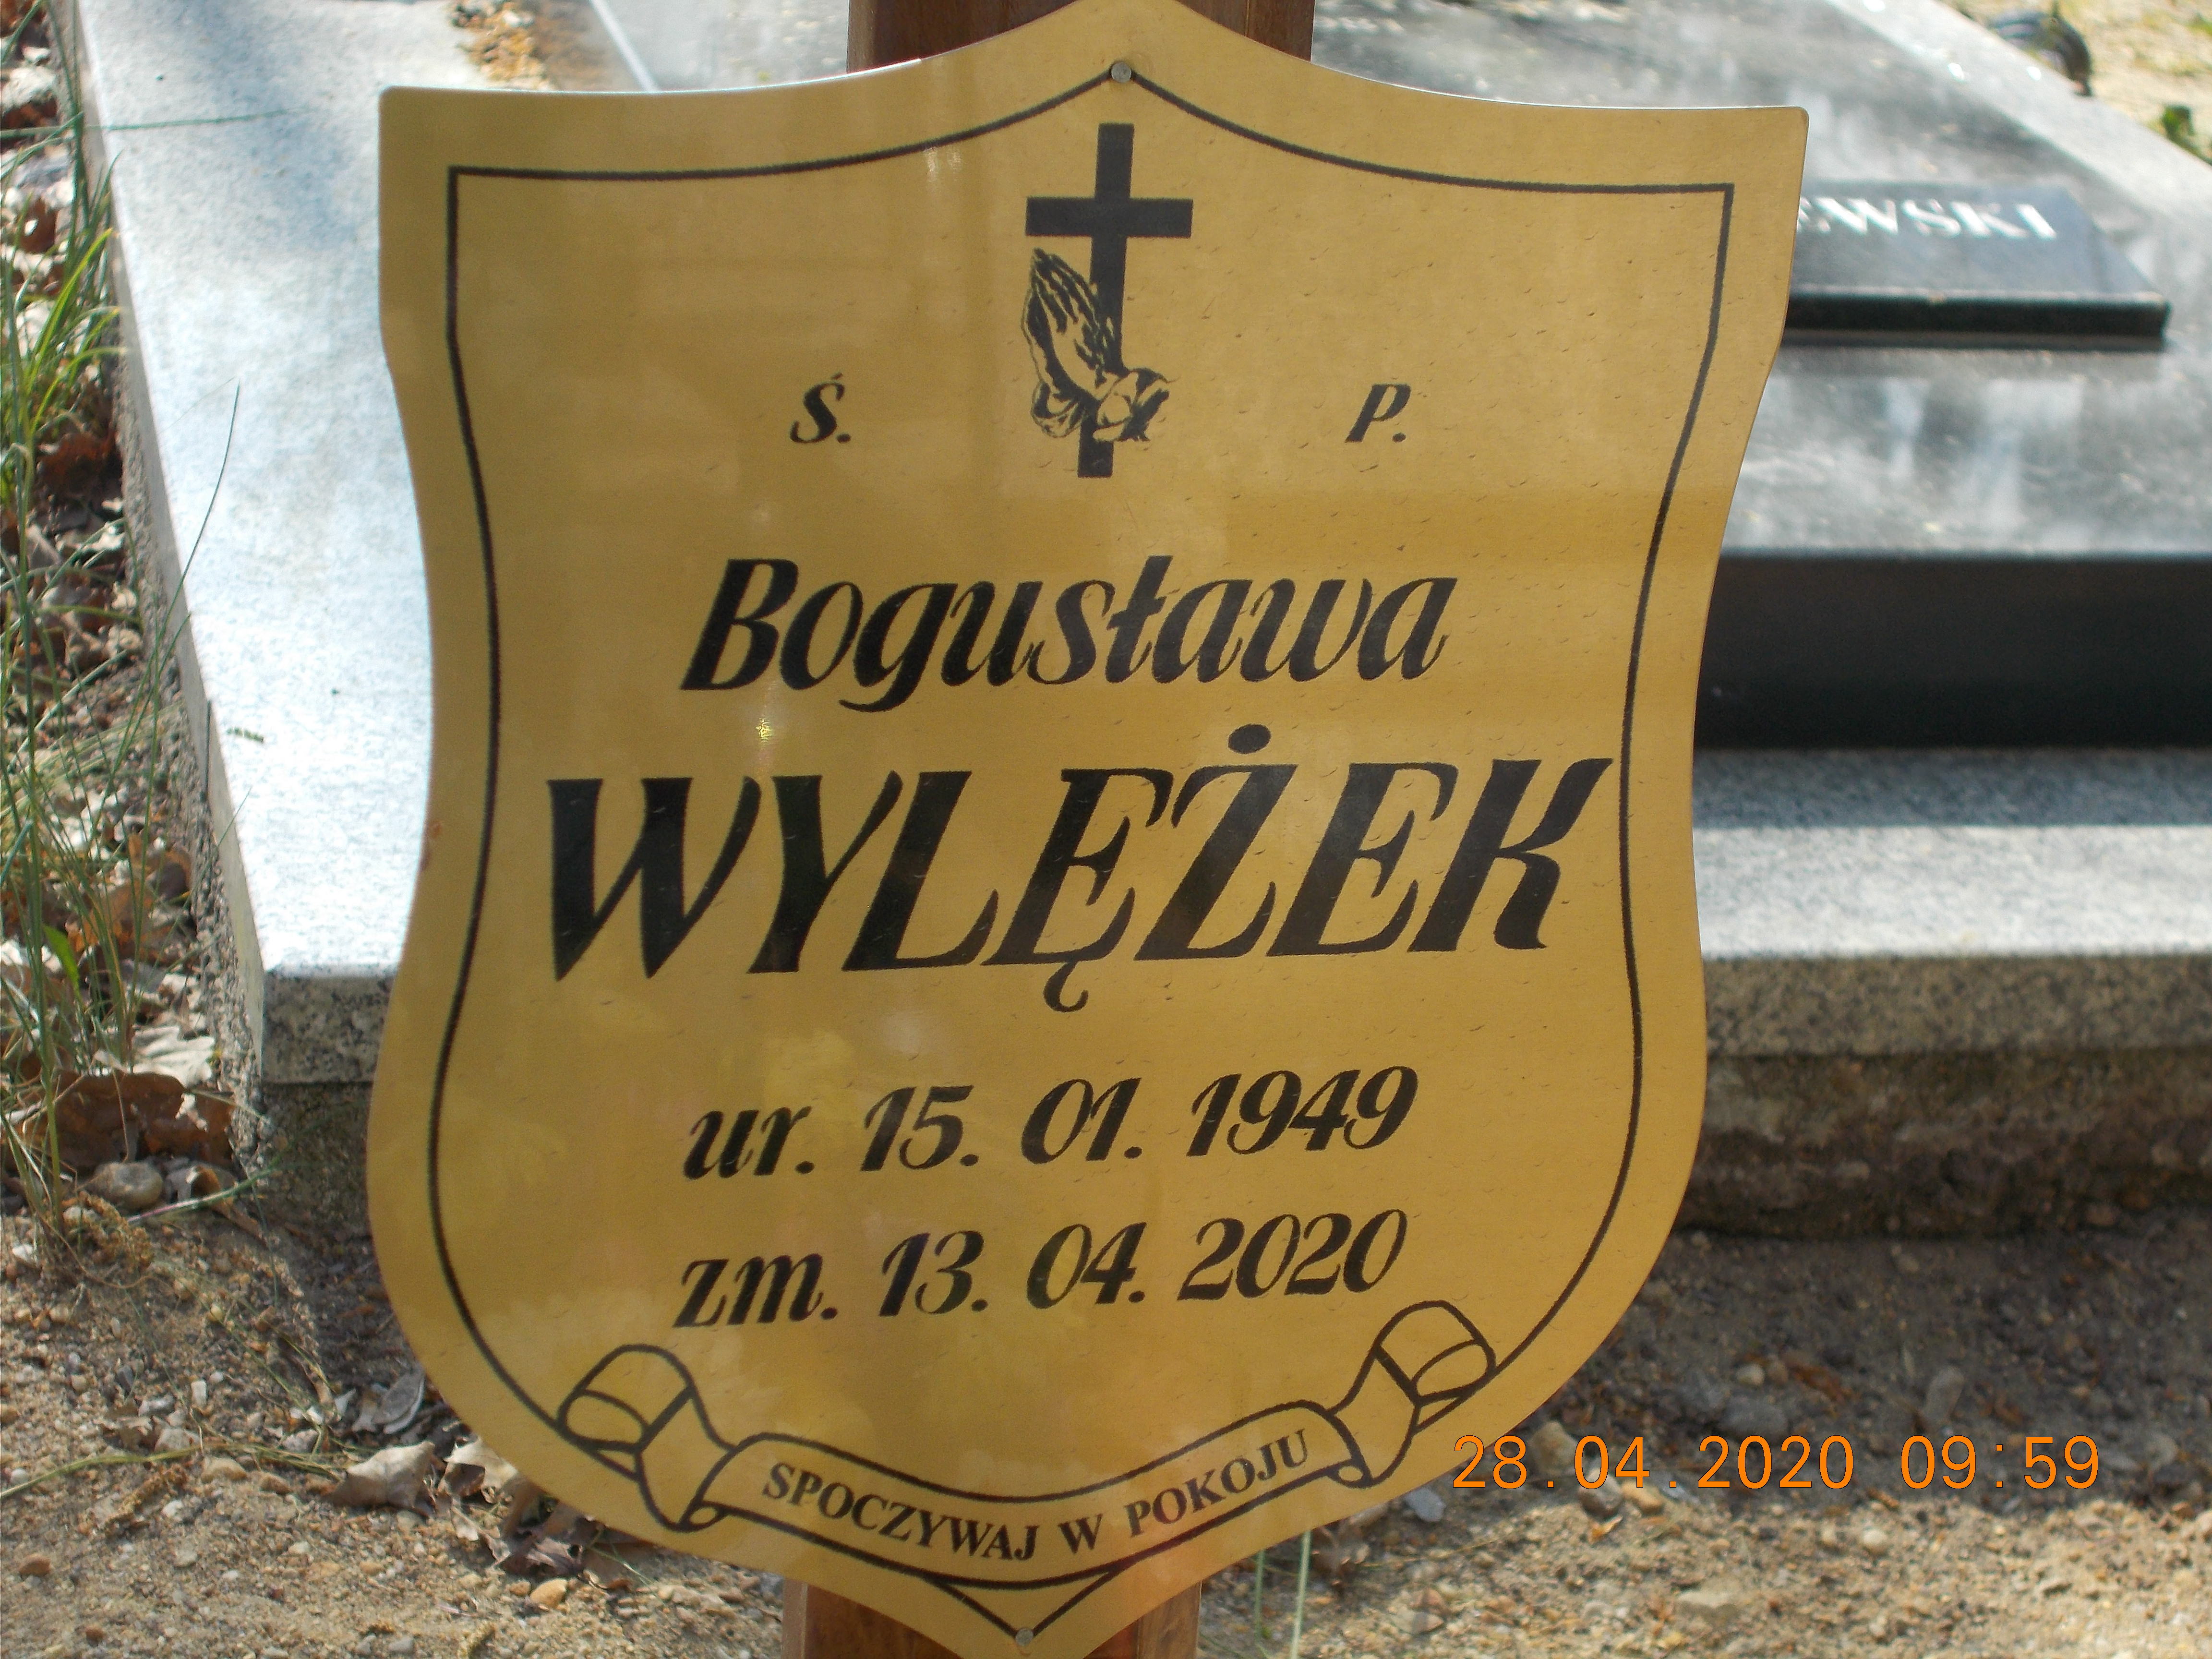 Ś. P.
Bogusława
WYLĘŻEK
ur. 15. 01. 1949
zm. 13. 04. 2020
SPOCZYWAJ W POKOJU
28.04.2020 09:59